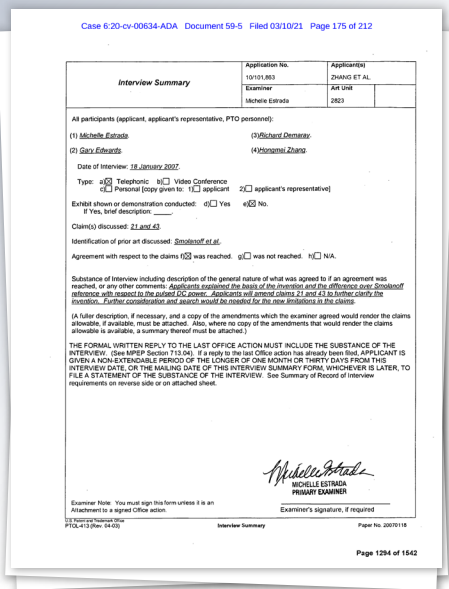 Case 6:20-cv-00634-ADA Document 59-5 Filed 03/10/21 Page 175 of 212
Interview Summary
Application No.
Applicant(s)
10/101,863
ZHANG ET AL.
Examiner
Art Unit
Michelle Estrada
2823
All participants (applicant, applicant's representative, PTO personnel):
(1) Michelle Estrada.
(3) Richard Demaray.
(2) Gary Edwards.
(4) Hongmei Zhang.
Date of Interview: 18 January 2007.
Type: a)☒ Telephonic b)☐ Video Conference
c)☐ Personal [copy given to: 1)☐ applicant 2)☐ applicant's representative]
Exhibit shown or demonstration conducted: d)☐ Yes e)☒ No.
If Yes, brief description: ____.
Claim(s) discussed: 21 and 43.
Identification of prior art discussed: Smolanoff et al..
Agreement with respect to the claims f)☒ was reached. g)☐ was not reached. h)☐ N/A.
Substance of Interview including description of the general nature of what was agreed to if an agreement was
reached, or any other comments: Applicants explained the basis of the invention and the difference over Smolanoff
reference with respect to the pulsed DC power. Applicants will amend claims 21 and 43 to further clarify the
invention. Further consideration and search would be needed for the new limitations in the claims.
(A fuller description, if necessary, and a copy of the amendments which the examiner agreed would render the claims
allowable, if available, must be attached. Also, where no copy of the amendments that would render the claims
allowable is available, a summary thereof must be attached.)
THE FORMAL WRITTEN REPLY TO THE LAST OFFICE ACTION MUST INCLUDE THE SUBSTANCE OF THE
INTERVIEW. (See MPEP Section 713.04). If a reply to the last Office action has already been filed, APPLICANT IS
GIVEN A NON-EXTENDABLE PERIOD OF THE LONGER OF ONE MONTH OR THIRTY DAYS FROM THIS
INTERVIEW DATE, OR THE MAILING DATE OF THIS INTERVIEW SUMMARY FORM, WHICHEVER IS LATER, TO
FILE A STATEMENT OF THE SUBSTANCE OF THE INTERVIEW. See Summary of Record of Interview
requirements on reverse side or on attached sheet.
Michelle Estrada
MICHELLE ESTRADA
PRIMARY EXAMINER
Examiner Note: You must sign this form unless it is an
Attachment to a signed Office action.
Examiner's signature, if required
U.S. Patent and Trademark Office
PTOL-413 (Rev. 04-03)
Interview Summary
Paper No. 20070118
Page 1294 of 1542